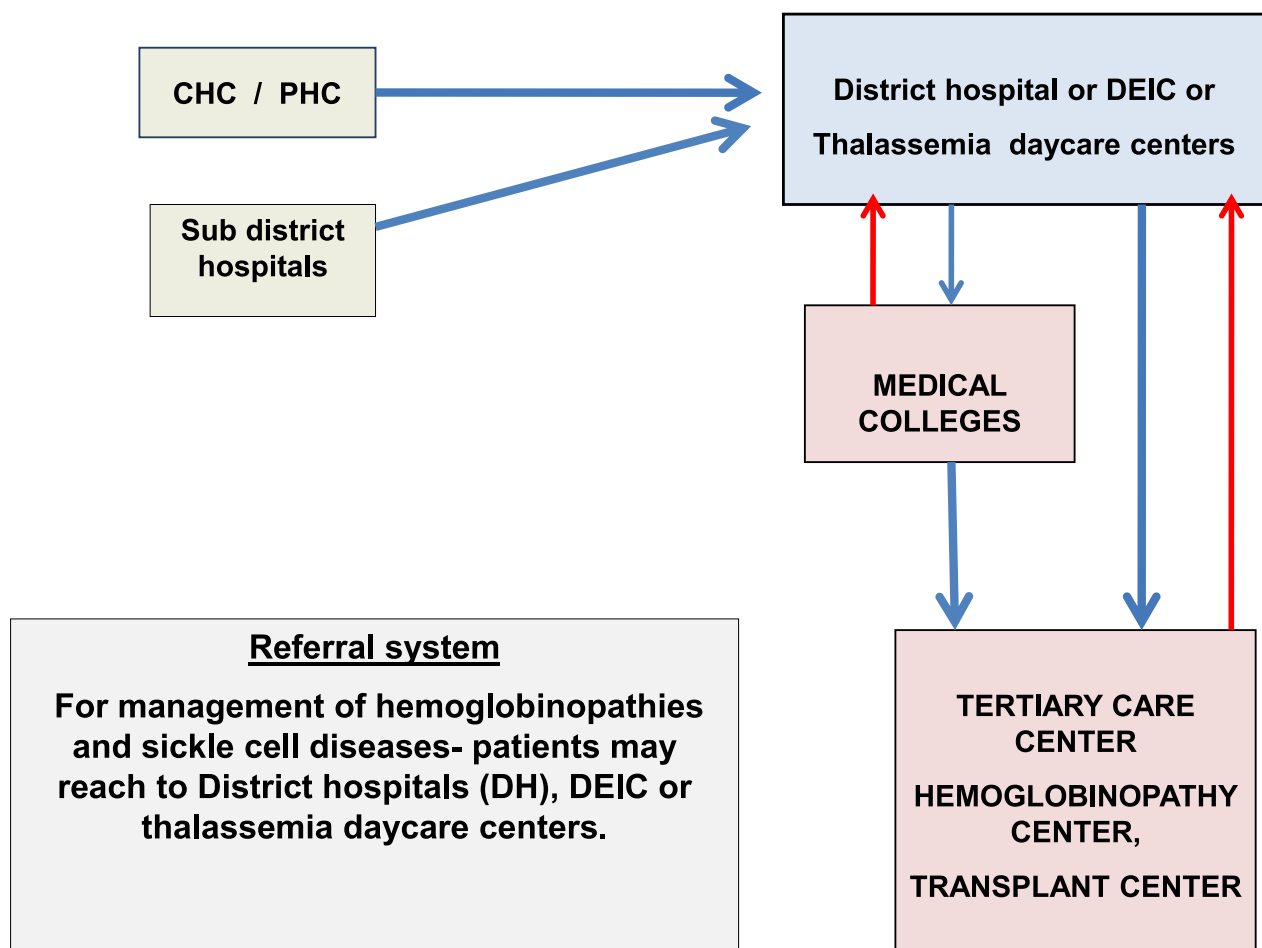 CHC / PHC
District hospital or DEIC or
Thalassemia daycare centers
Sub district
hospitals
MEDICAL
COLLEGES
Referral system
For management of hemoglobinopathies
and sickle cell diseases- patients may
reach to District hospitals (DH), DEIC or
thalassemia daycare centers.
TERTIARY CARE
CENTER
HEMOGLOBINOPATHY
CENTER,
TRANSPLANT CENTER